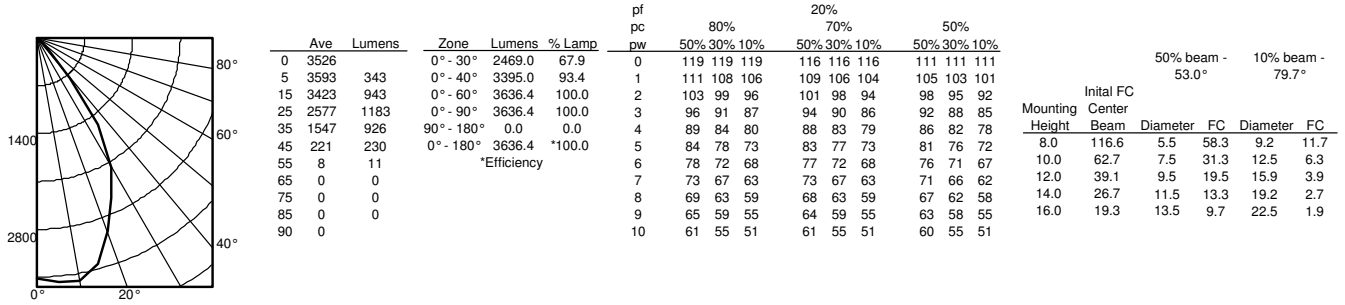 80°
60°
1400
2800
40°
0° 20°
Ave Lumens
0 3526
5 3593 343
15 3423 943
25 2577 1183
35 1547 926
45 221 230
55 8 11
65 0 0
75 0 0
85 0 0
90 0
Zone Lumens % Lamp
0° - 30° 2469.0 67.9
0° - 40° 3395.0 93.4
0° - 60° 3636.4 100.0
0° - 90° 3636.4 100.0
90° - 180° 0.0 0.0
0° - 180° 3636.4 *100.0
*Efficiency
pf 20%
pc 80% 70% 50%
pw 50% 30% 10% 50% 30% 10% 50% 30% 10%
0 119 119 119 116 116 116 111 111 111
1 111 108 106 109 106 104 105 103 101
2 103 99 96 101 98 94 98 95 92
3 96 91 87 94 90 86 92 88 85
4 89 84 80 88 83 79 86 82 78
5 84 78 73 83 77 73 81 76 72
6 78 72 68 77 72 68 76 71 67
7 73 67 63 73 67 63 71 66 62
8 69 63 59 68 63 59 67 62 58
9 65 59 55 64 59 55 63 58 55
10 61 55 51 61 55 51 60 55 51
50% beam - 10% beam -
53.0° 79.7°
Inital FC
Mounting Center
Height Beam Diameter FC Diameter FC
8.0 116.6 5.5 58.3 9.2 11.7
10.0 62.7 7.5 31.3 12.5 6.3
12.0 39.1 9.5 19.5 15.9 3.9
14.0 26.7 11.5 13.3 19.2 2.7
16.0 19.3 13.5 9.7 22.5 1.9